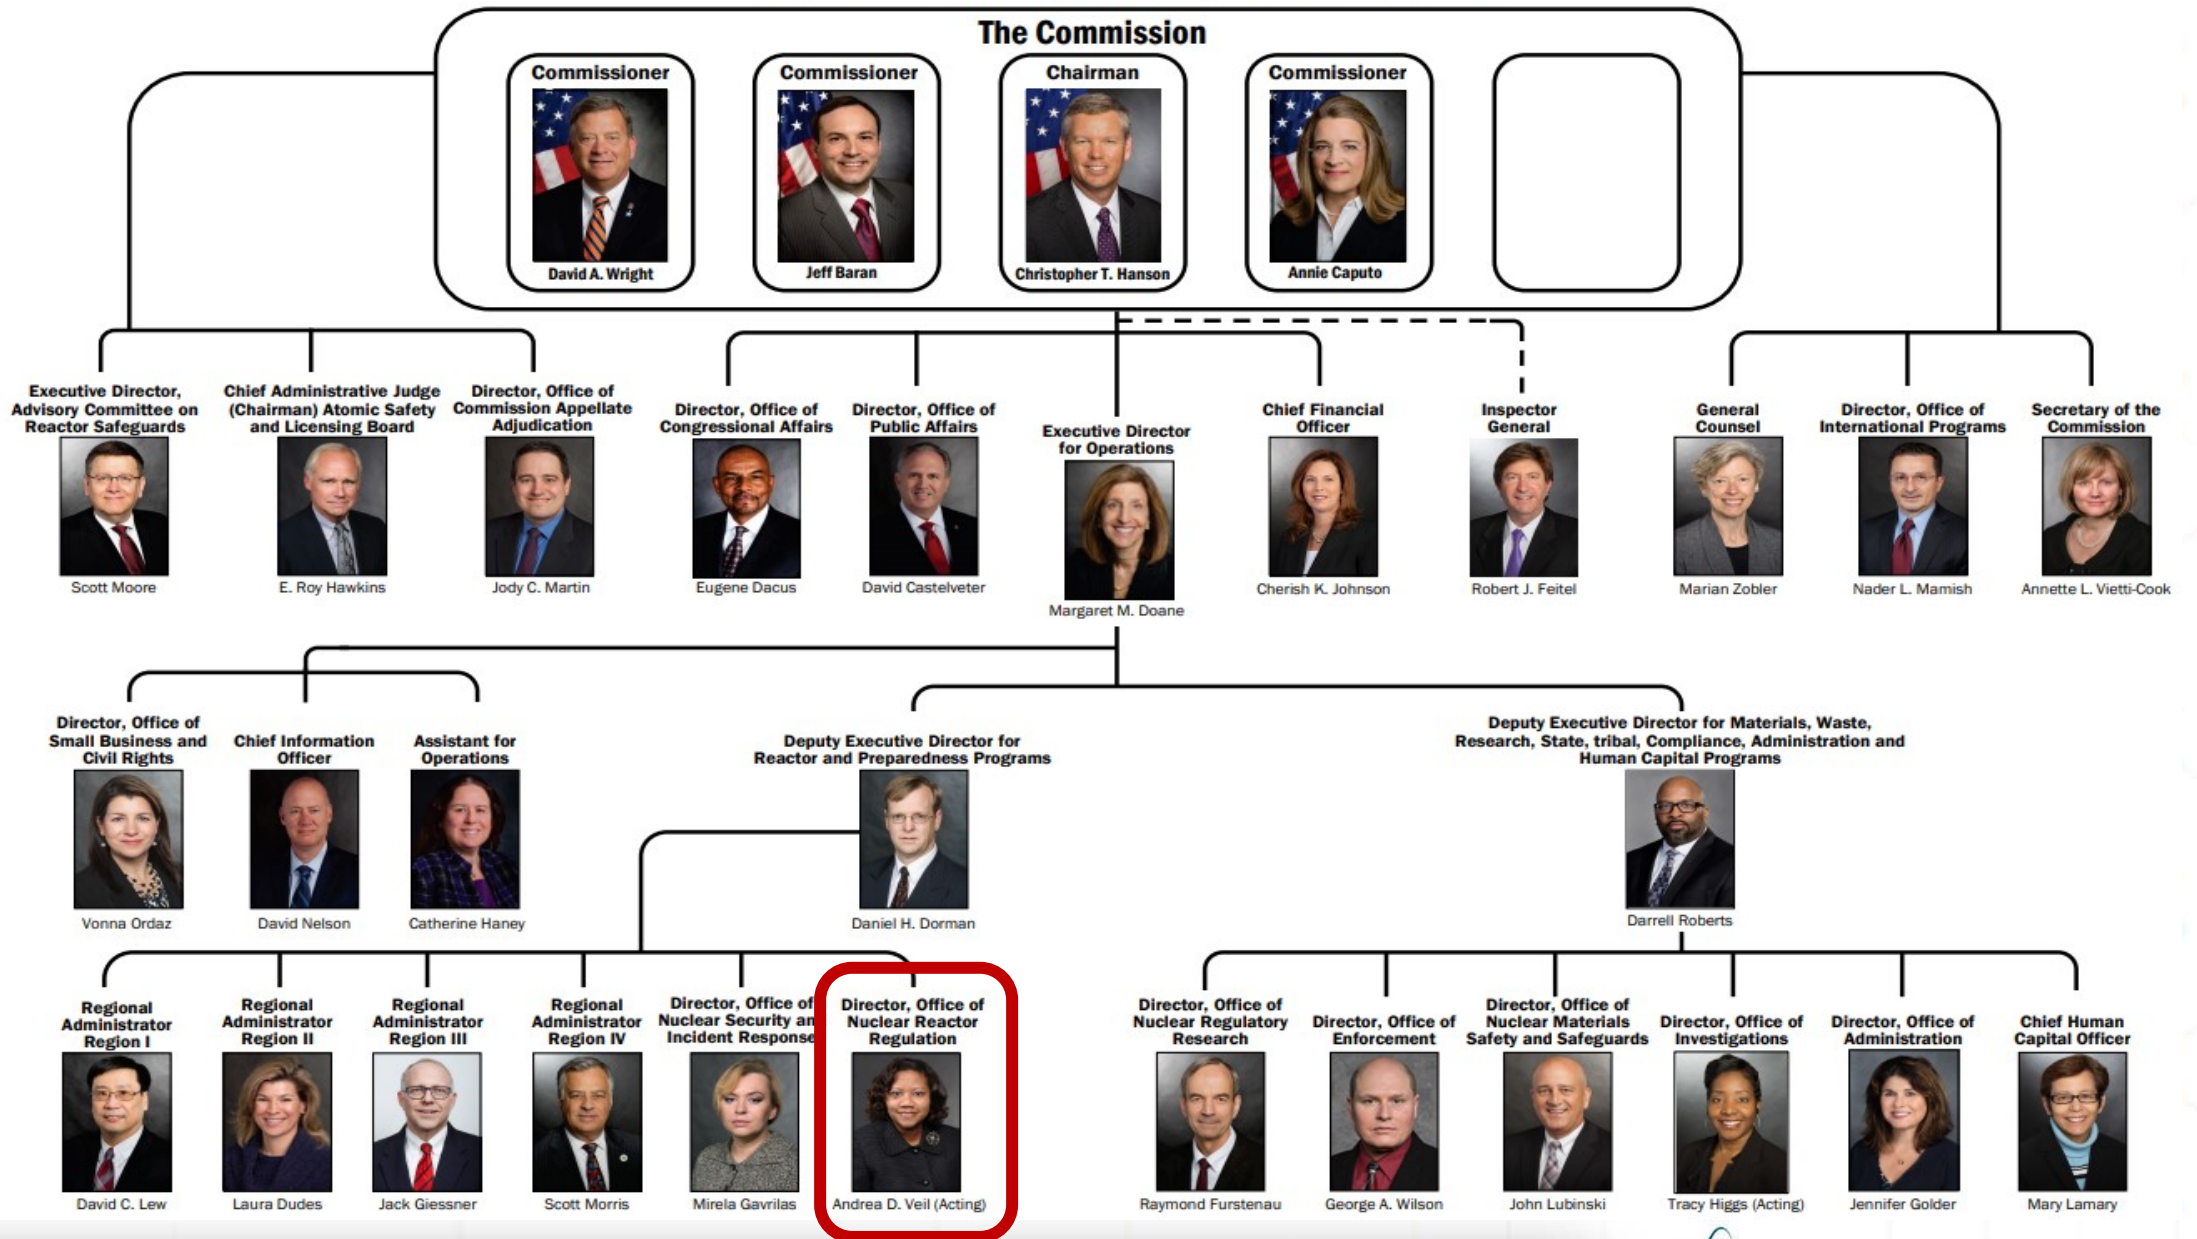 The Commission
Commissioner
David A. Wright
Commissioner
Jeff Baran
Chairman
Christopher T. Hanson
Commissioner
Annie Caputo
Executive Director,
Advisory Committee on
Reactor Safeguards
Scott Moore
Chief Administrative Judge
(Chairman) Atomic Safety
and Licensing Board
E. Roy Hawkins
Director, Office of
Commission Appellate
Adjudication
Jody C. Martin
Director, Office of
Congressional Affairs
Eugene Dacus
Director, Office of
Public Affairs
David Castelveter
Executive Director
for Operations
Margaret M. Doane
Chief Financial
Officer
Cherish K. Johnson
Inspector
General
Robert J. Feitel
General
Counsel
Marian Zobler
Director, Office of
International Programs
Nader L. Mamish
Secretary of the
Commission
Annette L. Vietti-Cook
Director, Office of
Small Business and
Civil Rights
Vonna Ordaz
Chief Information
Officer
David Nelson
Assistant for
Operations
Catherine Haney
Deputy Executive Director for
Reactor and Preparedness Programs
Daniel H. Dorman
Deputy Executive Director for Materials, Waste,
Research, State, tribal, Compliance, Administration and
Human Capital Programs
Darrell Roberts
Regional
Administrator
Region I
David C. Lew
Regional
Administrator
Region II
Laura Dudes
Regional
Administrator
Region III
Jack Giessner
Regional
Administrator
Region IV
Scott Morris
Director, Office of
Nuclear Security an
Incident Response
Mirela Gavrilas
Director, Office of
Nuclear Reactor
Regulation
Andrea D. Veil (Acting)
Director, Office of
Nuclear Regulatory
Research
Raymond Furstenau
Director, Office of
Enforcement
George A. Wilson
Director, Office of
Nuclear Materials
Safety and Safeguards
John Lubinski
Director, Office of
Investigations
Tracy Higgs (Acting)
Director, Office of
Administration
Jennifer Golder
Chief Human
Capital Officer
Mary Lamary